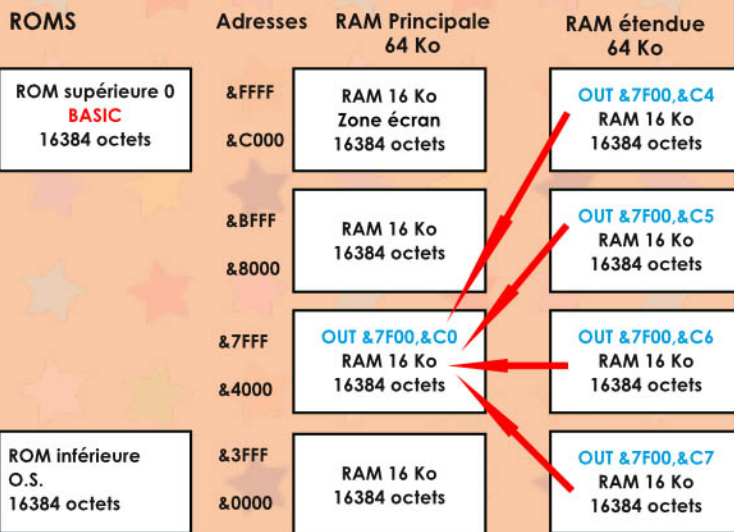 ROMS
Adresses
RAM Principale
64 Ko
RAM étendue
64 Ko
ROM supérieure 0
BASIC
16384 octets
&FFFF
&C000
RAM 16 Ko
Zone écran
16384 octets
OUT &7F00,&C4
RAM 16 Ko
16384 octets
&BFFF
&8000
RAM 16 Ko
16384 octets
OUT &7F00,&C5
RAM 16 Ko
16384 octets
&7FFF
&4000
OUT &7F00,&C0
RAM 16 Ko
16384 octets
OUT &7F00,&C6
RAM 16 Ko
16384 octets
ROM inférieure
O.S.
16384 octets
&3FFF
&0000
RAM 16 Ko
16384 octets
OUT &7F00,&C7
RAM 16 Ko
16384 octets